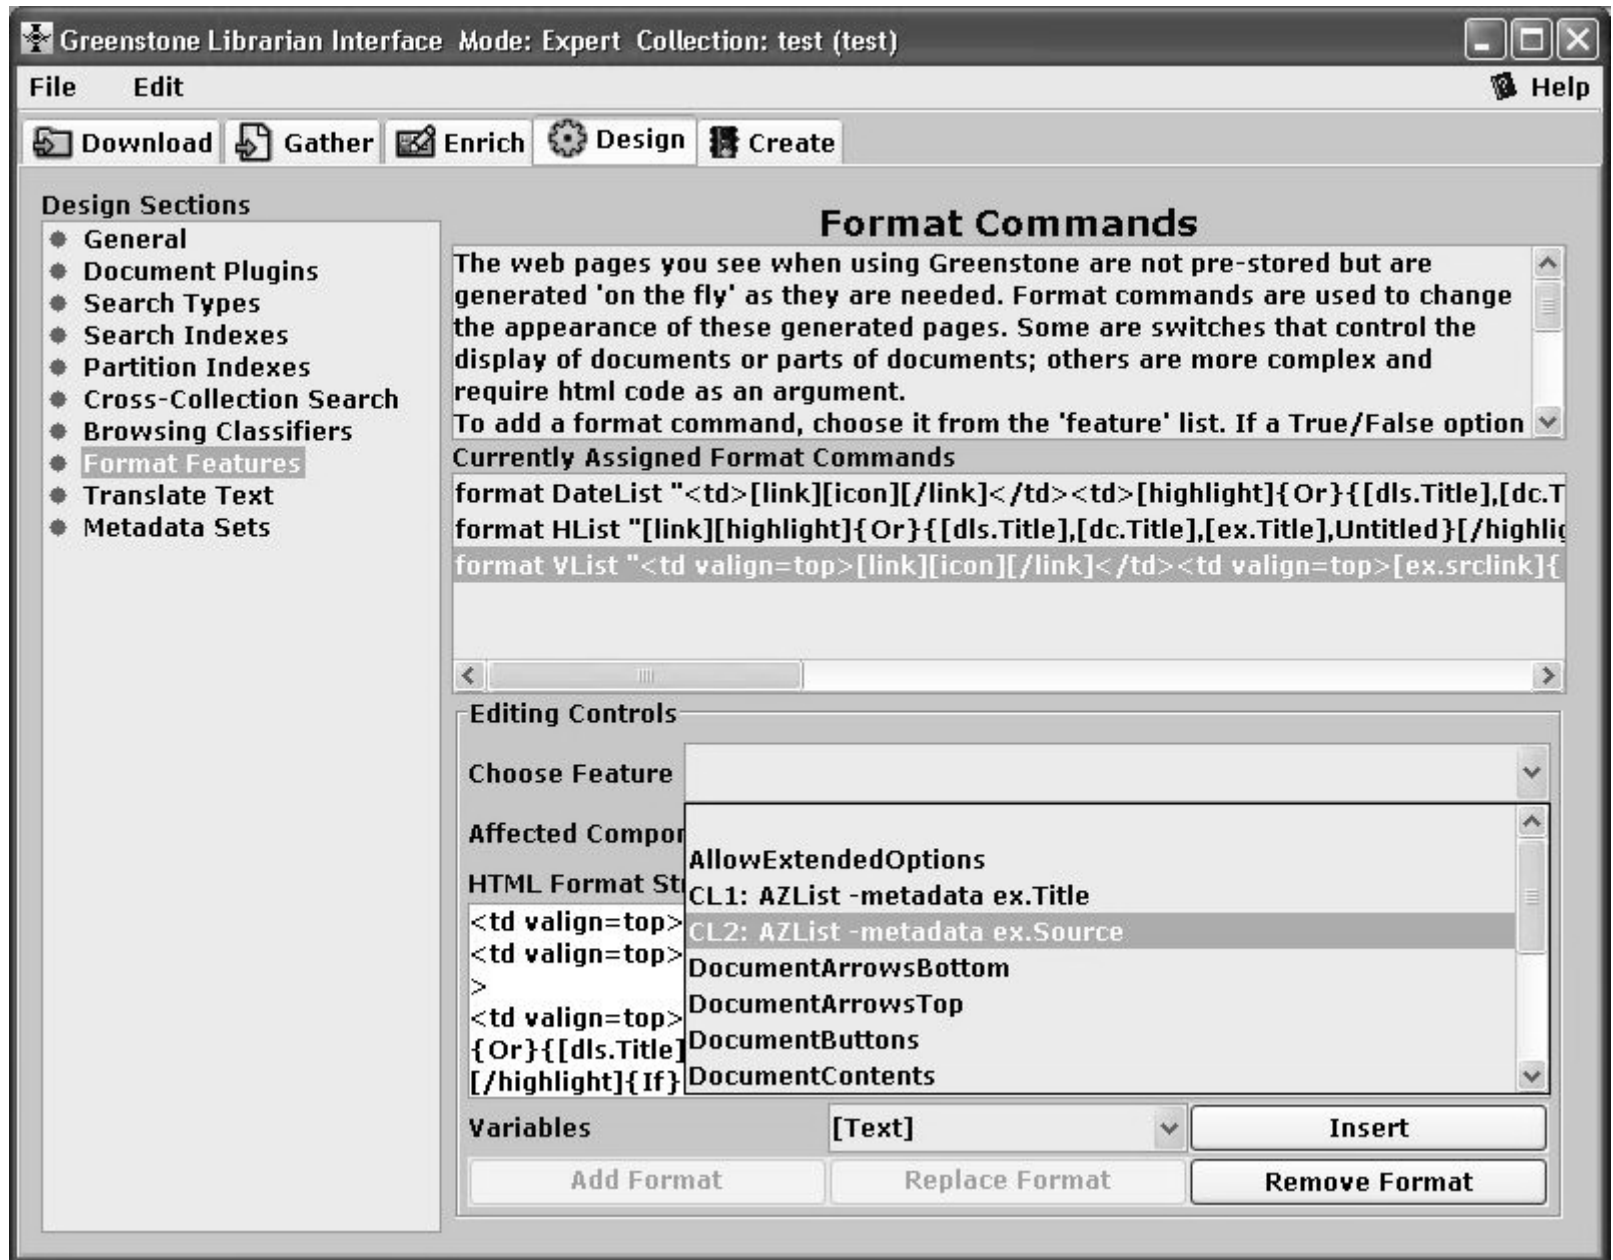 Greenstone Librarian Interface Mode: Expert Collection: test (test)
File Edit Help
Download Gather Enrich Design Create
Design Sections
General
Document Plugins
Search Types
Search Indexes
Partition Indexes
Cross-Collection Search
Browsing Classifiers
Format Features
Translate Text
Metadata Sets
Format Commands
The web pages you see when using Greenstone are not pre-stored but are
generated 'on the fly' as they are needed. Format commands are used to change
the appearance of these generated pages. Some are switches that control the
display of documents or parts of documents; others are more complex and
require html code as an argument.
To add a format command, choose it from the 'feature' list. If a True/False option
Currently Assigned Format Commands
format DateList "<td>[link][icon][/link]</td><td>[highlight]{Or}{[dls.Title],[dc.T
format HList "[link][highlight]{Or}{[dls.Title],[dc.Title],[ex.Title],Untitled}[/highlig
format VList "<td valign=top>[link][icon][/link]</td><td valign=top>[ex.srclink]{
Editing Controls
Choose Feature
Affected Compor
AllowExtendedOptions
CL1: AZList -metadata ex.Title
CL2: AZList -metadata ex.Source
DocumentArrowsBottom
DocumentArrowsTop
DocumentButtons
DocumentContents
HTML Format St
<td valign=top>
<td valign=top>
>
<td valign=top>
{Or}{[dls.Title]
[/highlight]{If}
Variables [Text] Insert
Add Format Replace Format Remove Format